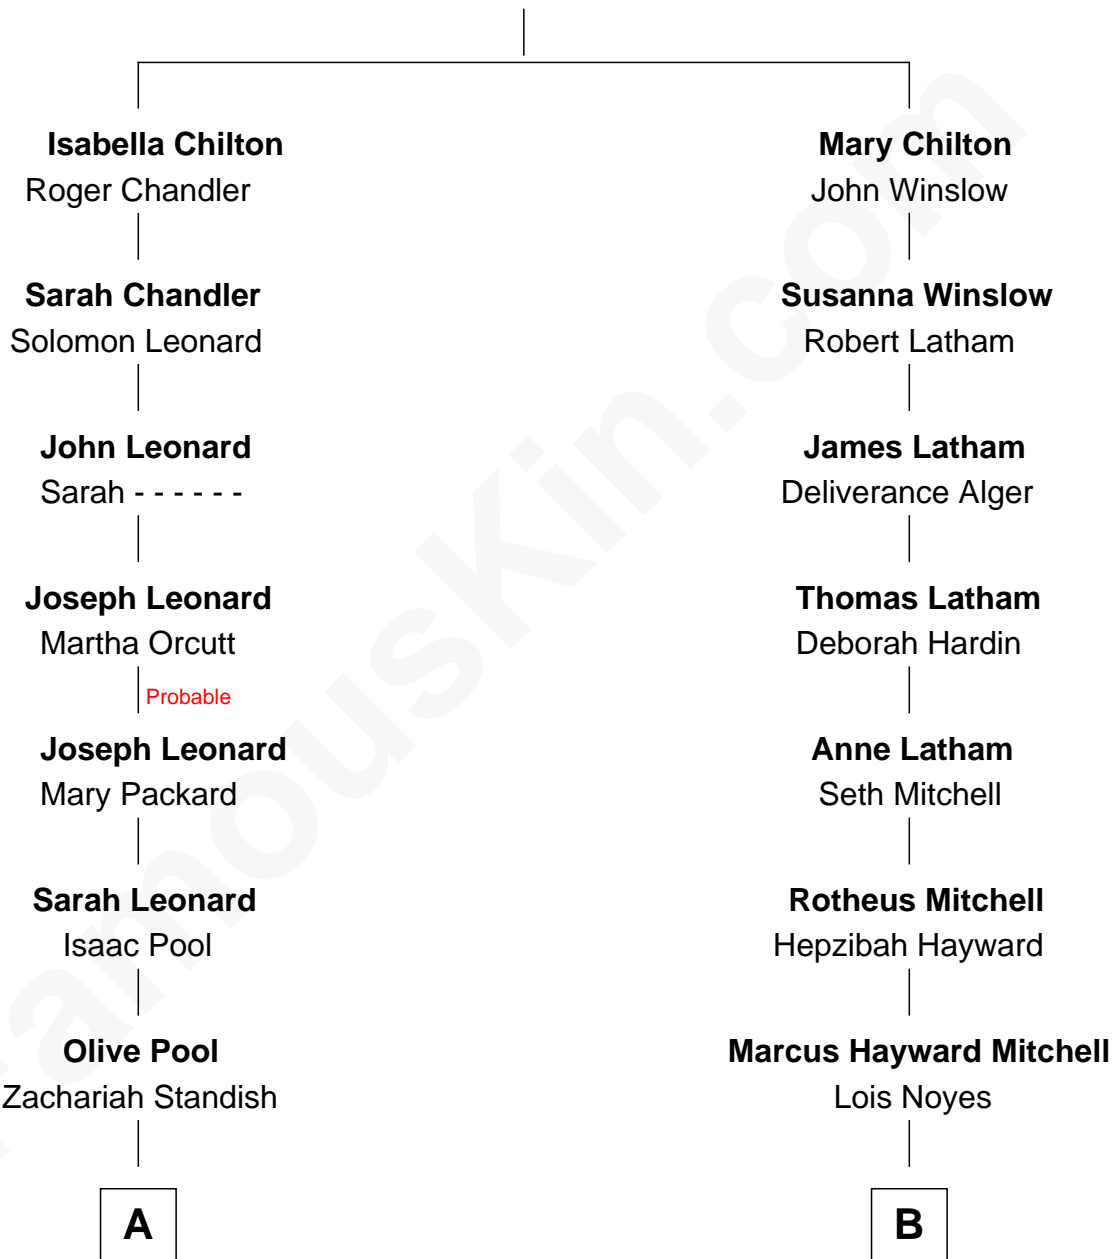 Isabella Chilton
Roger Chandler
Mary Chilton
John Winslow
Sarah Chandler
Solomon Leonard
Susanna Winslow
Robert Latham
John Leonard
Sarah - - - - - -
James Latham
Deliverance Alger
Joseph Leonard
Martha Orcutt
Thomas Latham
Deborah Hardin
Probable
Joseph Leonard
Mary Packard
Anne Latham
Seth Mitchell
Sarah Leonard
Isaac Pool
Rotheus Mitchell
Hepzibah Hayward
Olive Pool
Zachariah Standish
Marcus Hayward Mitchell
Lois Noyes
A
B
FamousKin.com